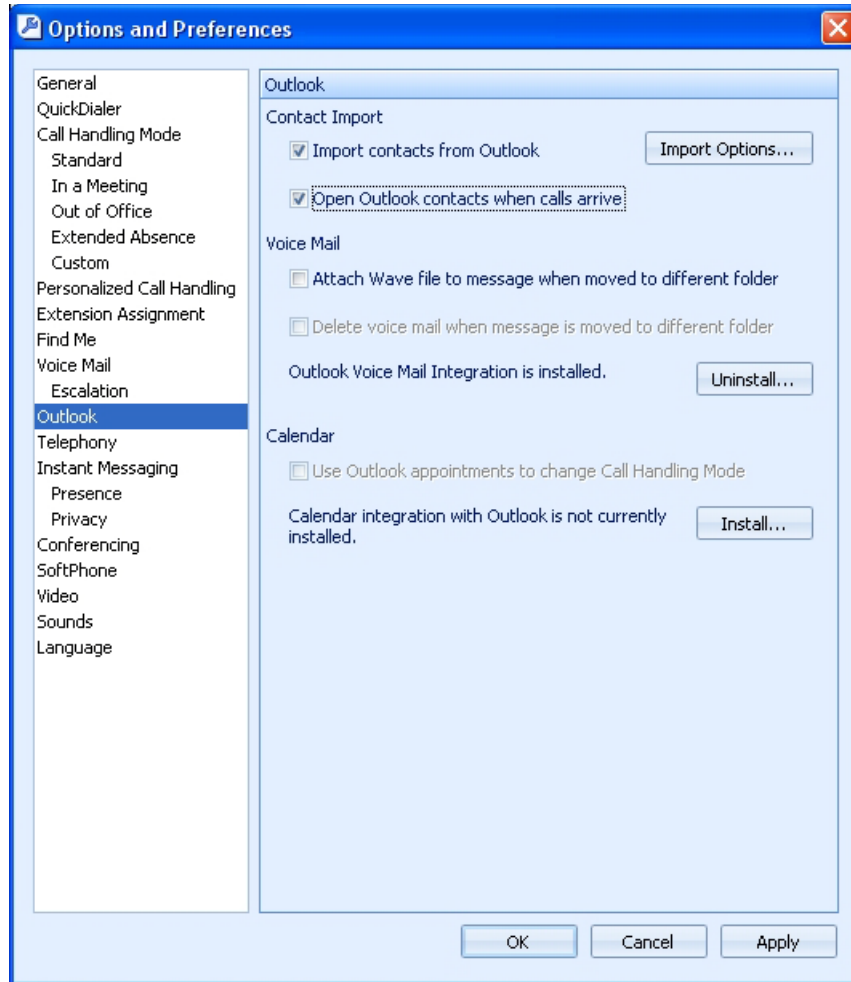 Options and Preferences
General
QuickDialer
Call Handling Mode
Standard
In a Meeting
Out of Office
Extended Absence
Custom
Personalized Call Handling
Extension Assignment
Find Me
Voice Mail
Escalation
Outlook
Telephony
Instant Messaging
Presence
Privacy
Conferencing
SoftPhone
Video
Sounds
Language
Outlook
Contact Import
Import contacts from Outlook
Import Options...
Open Outlook contacts when calls arrive
Voice Mail
Attach Wave file to message when moved to different folder
Delete voice mail when message is moved to different folder
Outlook Voice Mail Integration is installed.
Uninstall...
Calendar
Use Outlook appointments to change Call Handling Mode
Calendar integration with Outlook is not currently
installed.
Install...
OK
Cancel
Apply